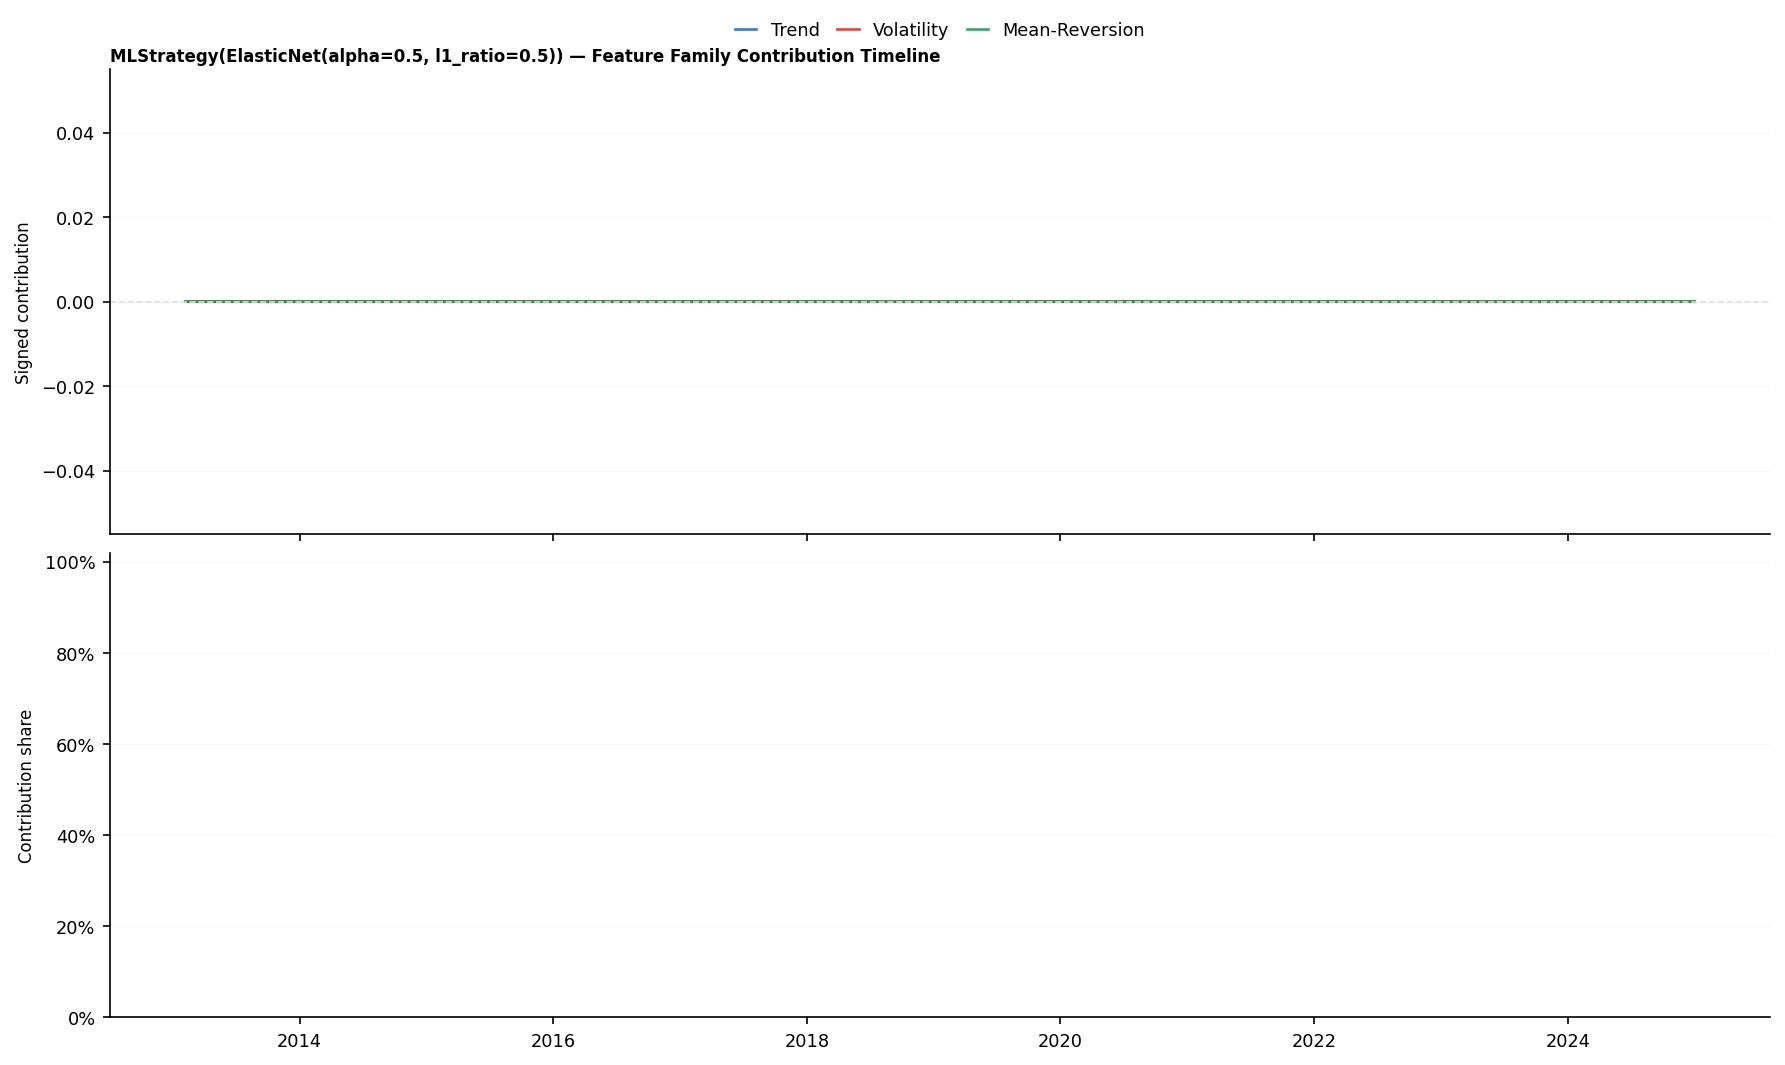 Trend Volatility Mean-Reversion
MLStrategy(ElasticNet(alpha=0.5, l1_ratio=0.5)) — Feature Family Contribution Timeline
Signed contribution
0.04
0.02
0.00
−0.02
−0.04
Contribution share
100%
80%
60%
40%
20%
0%
2014 2016 2018 2020 2022 2024